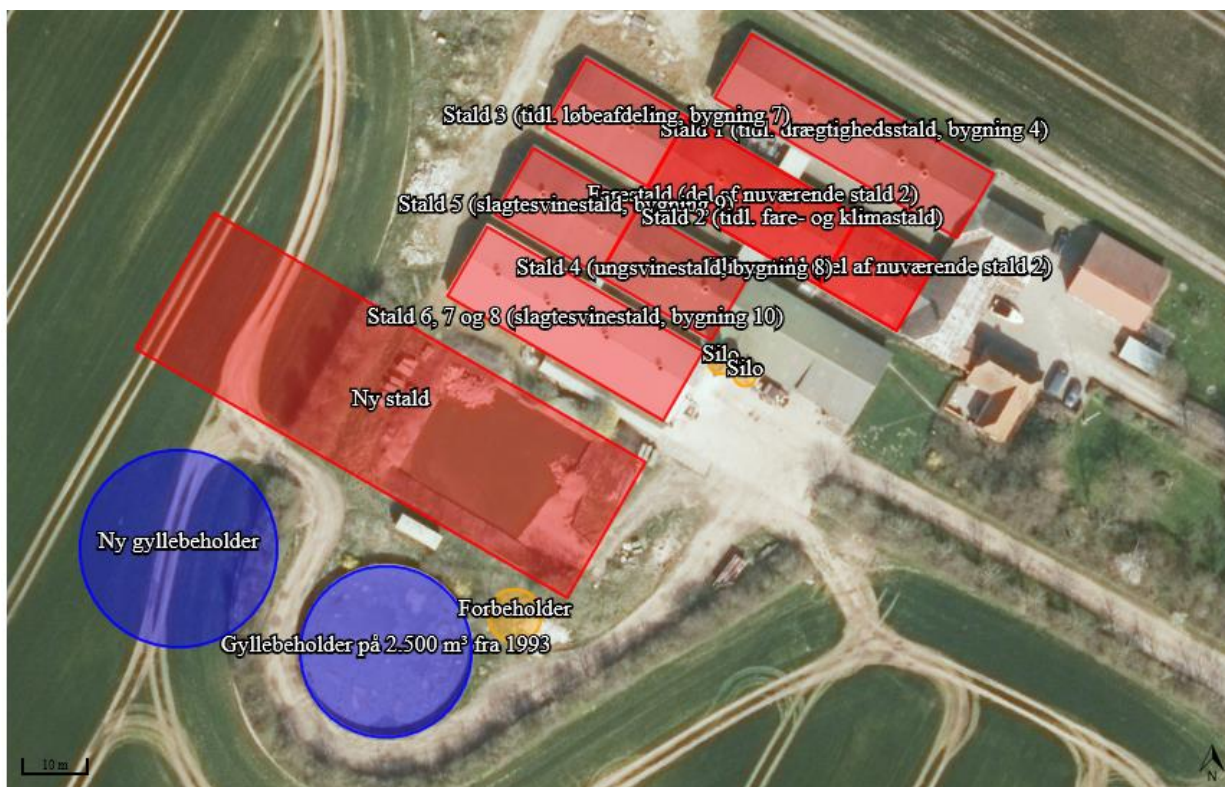 Stald 3 (tidl. løbeafdeling, bygning 7)
Stald 1 (tidl. drægtighedsstald, bygning 4)
Farestald (del af nuværende stald 2)
Stald 5 (slagtesvinestald, bygning 9)
Stald 2 (tidl. fare- og klimastald)
Stald 4 (ungsvinestald, bygning 8)
del af nuværende stald 2)
Stald 6, 7 og 8 (slagtesvinestald, bygning 10)
Silo
Silo
Ny stald
Ny gyllebeholder
Forbeholder
Gyllebeholder på 2.500 m³ fra 1993
10 m
N